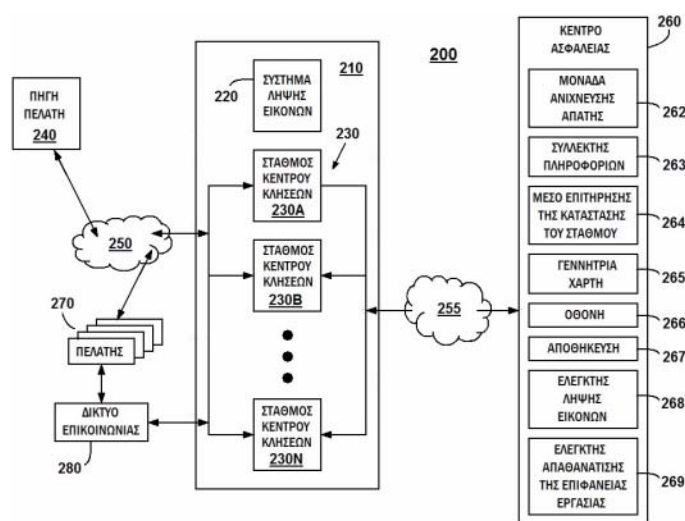 200
210
220
ΣΥΣΤΗΜΑ
ΛΗΨΗΣ
ΕΙΚΟΝΩΝ
ΠΗΓΗ
ΠΕΛΑΤΗ
240
230
ΣΤΑΘΜΟΣ
ΚΕΝΤΡΟΥ
ΚΛΗΣΕΩΝ
230A
250
ΣΤΑΘΜΟΣ
ΚΕΝΤΡΟΥ
ΚΛΗΣΕΩΝ
230B
255
270
ΠΕΛΑΤΗΣ
ΔΙΚΤΥΟ
ΕΠΙΚΟΙΝΩΝΙΑΣ
280
ΣΤΑΘΜΟΣ
ΚΕΝΤΡΟΥ
ΚΛΗΣΕΩΝ
230N
260
ΚΕΝΤΡΟ
ΑΣΦΑΛΕΙΑΣ
ΜΟΝΑΔΑ
ΑΝΙΧΝΕΥΣΗΣ
ΑΠΑΤΗΣ
262
ΣΥΛΛΕΚΤΗΣ
ΠΛΗΡΟΦΟΡΙΩΝ
263
ΜΕΣΟ ΕΠΙΤΗΡΗΣΗΣ
ΤΗΣ ΚΑΤΑΣΤΑΣΗΣ
ΤΟΥ ΣΤΑΘΜΟΥ
264
ΓΕΝΝΗΤΡΙΑ
ΧΑΡΤΗ
265
ΟΘΟΝΗ
266
ΑΠΟΘΗΚΕΥΣΗ
267
ΕΛΕΓΚΤΗΣ
ΛΗΨΗΣ
ΕΙΚΟΝΩΝ
268
ΕΛΕΓΚΤΗΣ
ΑΠΑΘΑΝΑΤΙΣΗΣ
ΤΗΣ ΕΠΙΦΑΝΕΙΑΣ
ΕΡΓΑΣΙΑΣ
269